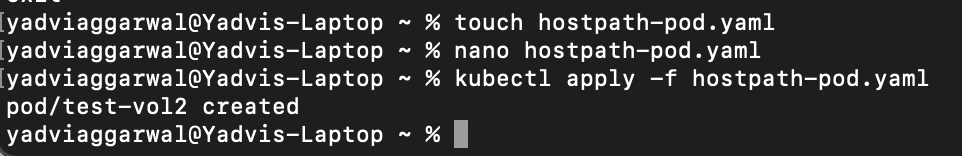 yadviaggarwal@Yadvis-Laptop ~ % touch hostpath-pod.yaml
yadviaggarwal@Yadvis-Laptop ~ % nano hostpath-pod.yaml
yadviaggarwal@Yadvis-Laptop ~ % kubectl apply -f hostpath-pod.yaml
pod/test-vol2 created
yadviaggarwal@Yadvis-Laptop ~ %